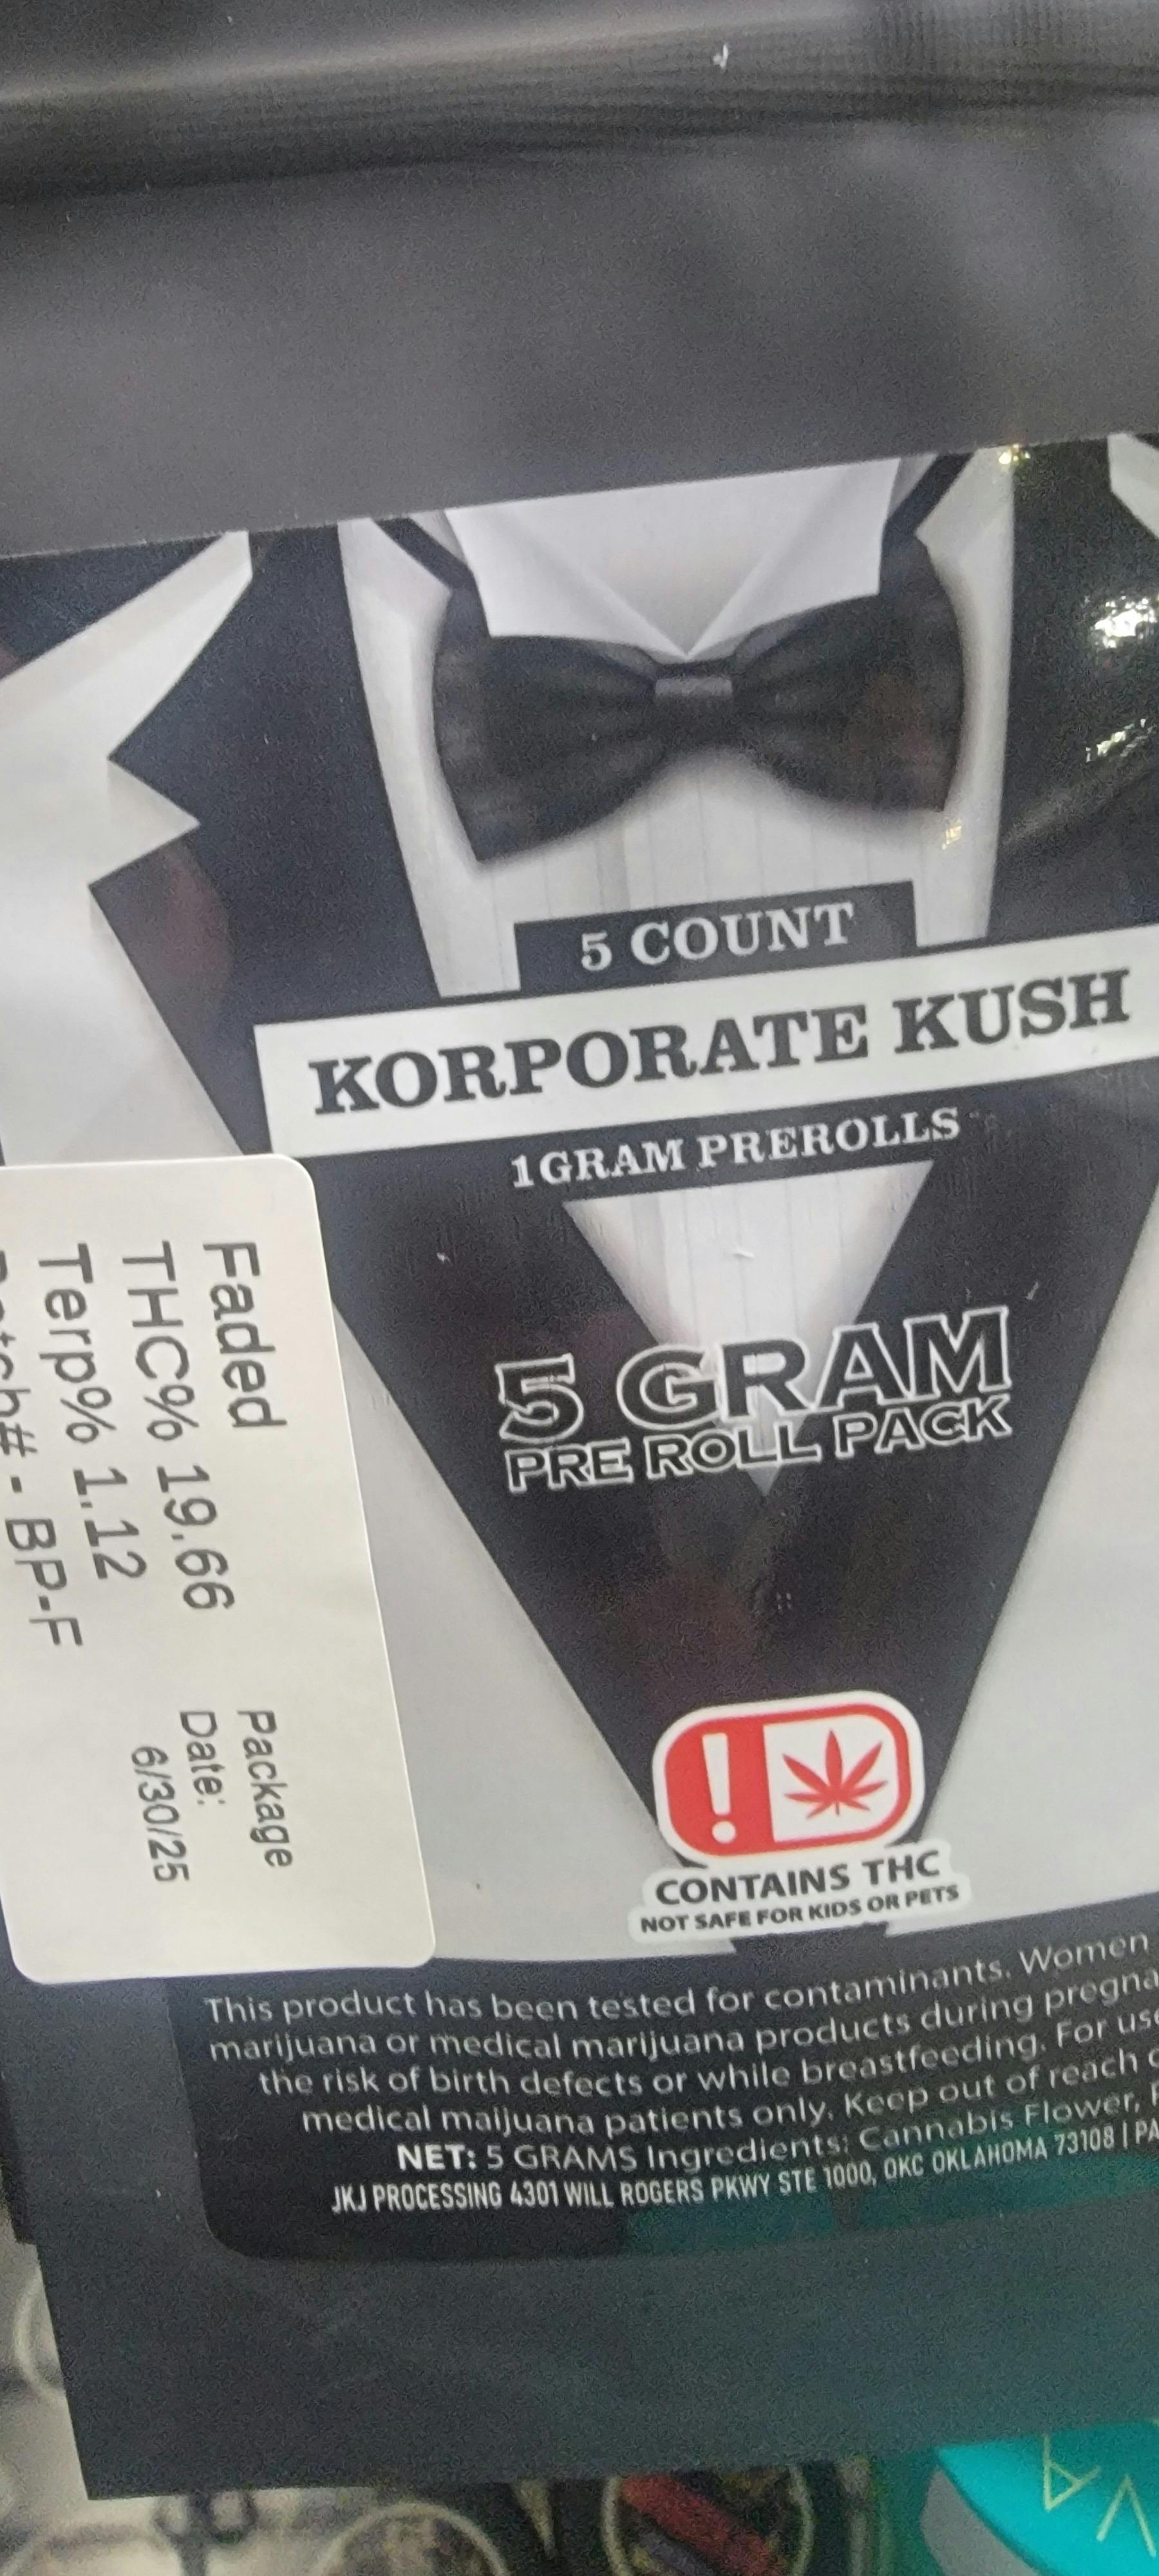 5 COUNT
KORPORATE KUSH
1GRAM PREROLLS
5 GRAM
PRE ROLL PACK
Faded
THC% 19.66
Terp% 1.12
# - BP-F
Package
Date:
6/30/25
!
CONTAINS THC
NOT SAFE FOR KIDS OR PETS
This product has been tested for contaminants. Women
marijuana or medical marijuana products during
the risk of birth defects or while breastfeeding. For
medical maijuana patients only. Keep out of reach
NET: 5 GRAMS Ingredients: Cannabis Flower,
JKJ PROCESSING 4301 WILL ROGERS PKWY STE 1000, OKC OKLAHOMA 73108 |